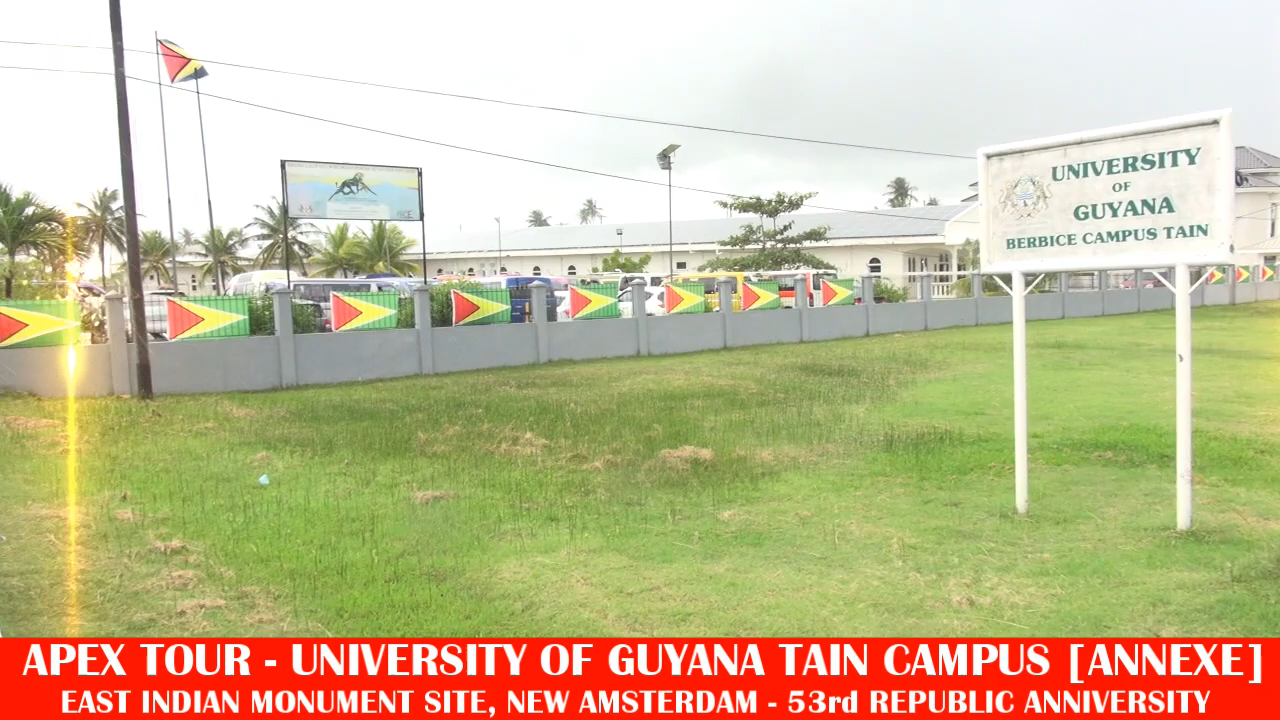 UNIVERSITY
OF
GUYANA
BERBICE CAMPUS TAIN
APEX TOUR - UNIVERSITY OF GUYANA TAIN CAMPUS [ANNEXE]
EAST INDIAN MONUMENT SITE, NEW AMSTERDAM - 53rd REPUBLIC ANNIVERSITY